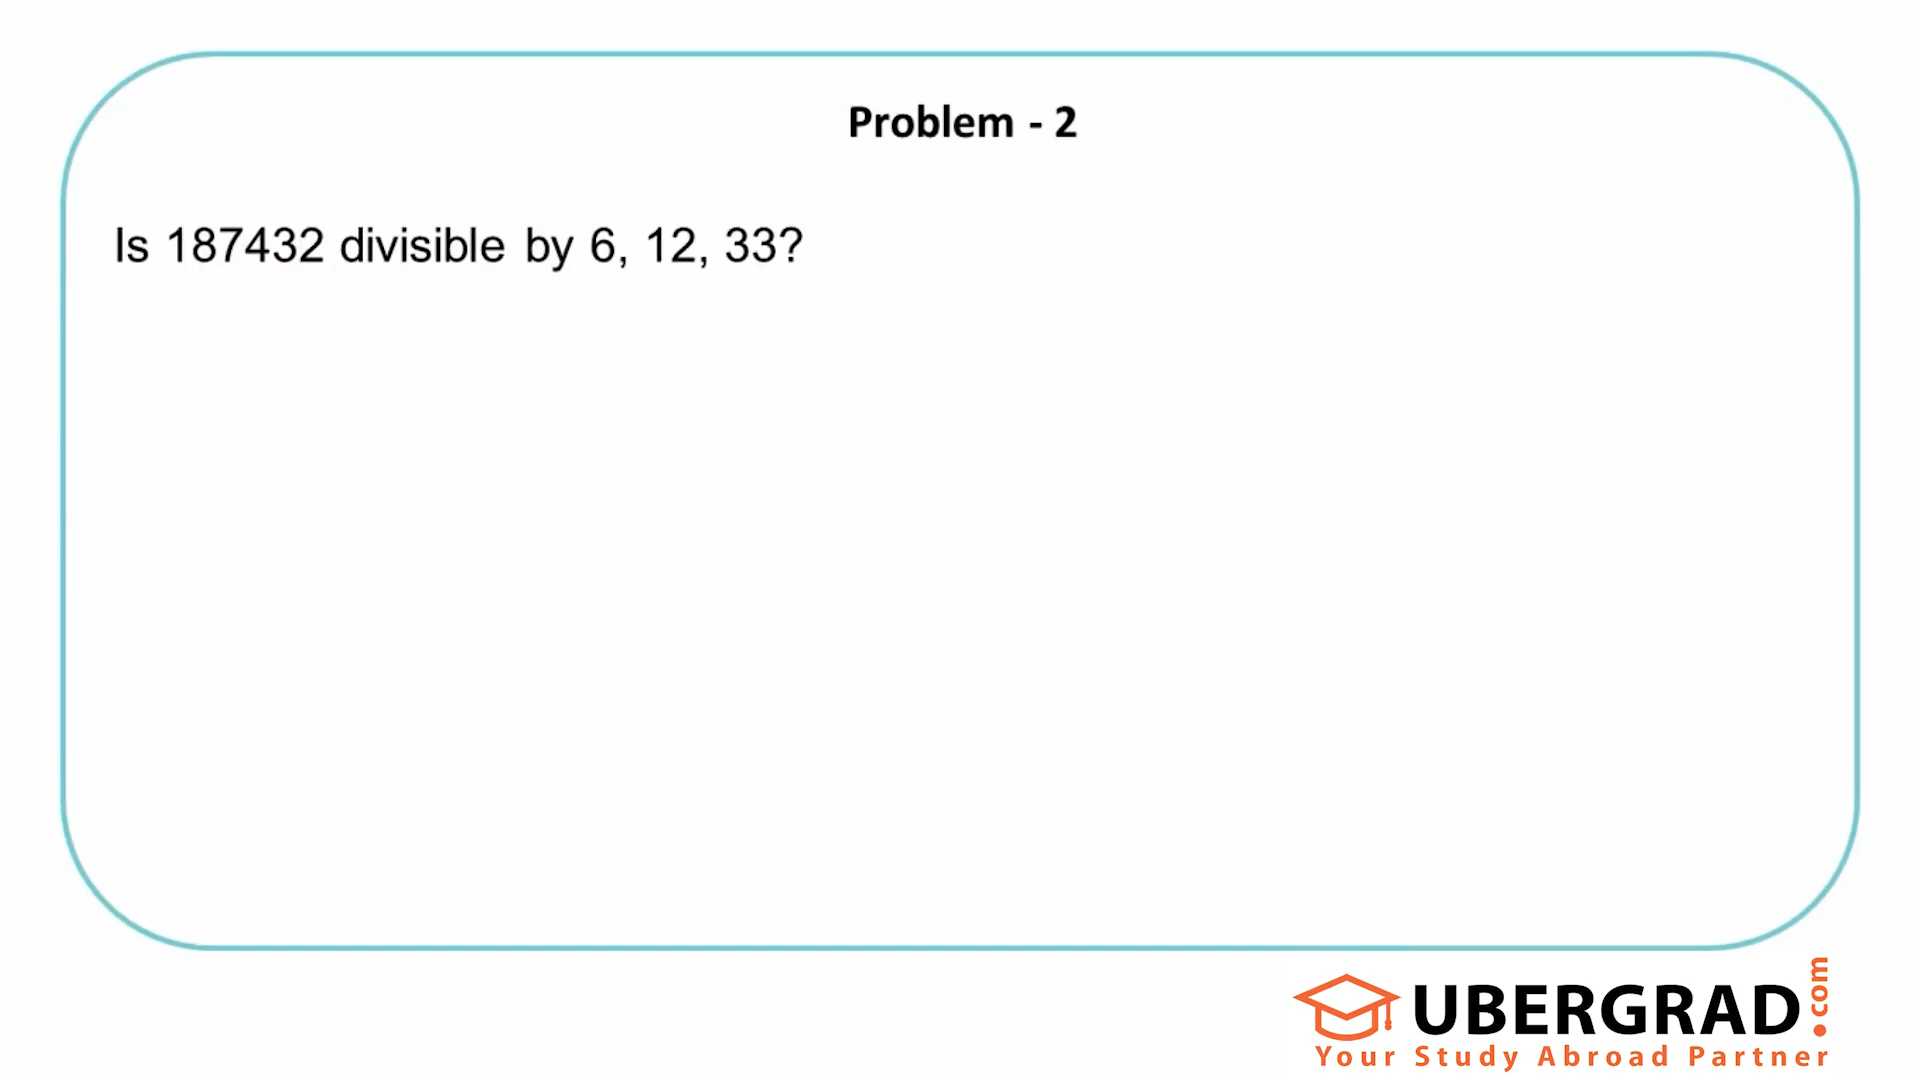 Problem - 2
Is 187432 divisible by 6, 12, 33?
UBERGRAD.com
Your Study Abroad Partner